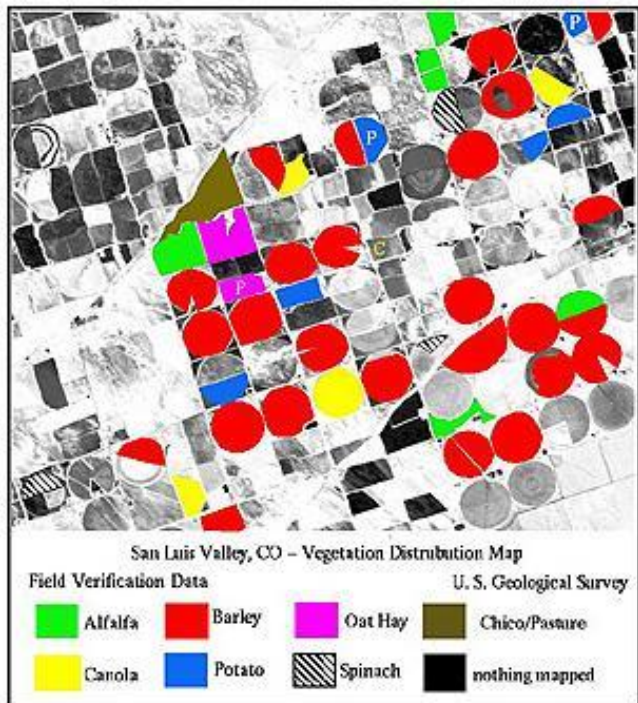 P
P
C
P
San Luis Valley, CO – Vegetation Distrubution Map
Field Verification Data U. S. Geological Survey
Alfalfa Barley Oat Hay Chico/Pasture
Canola Potato Spinach nothing mapped